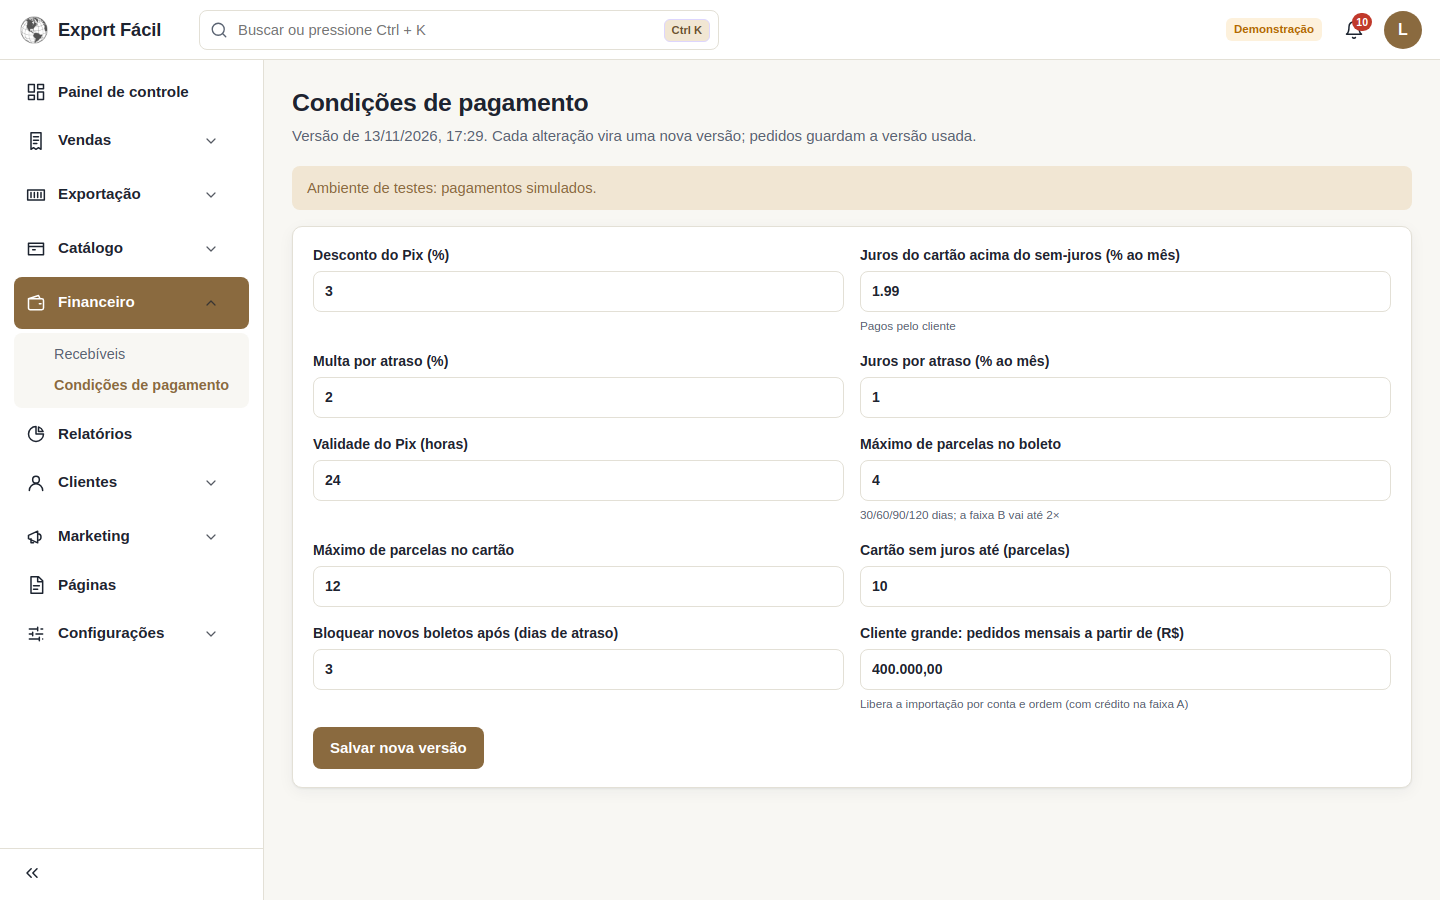 Export Fácil
Buscar ou pressione Ctrl + K
Ctrl K
Demonstração
10
L
Painel de controle
Vendas
Exportação
Catálogo
Financeiro
Recebíveis
Condições de pagamento
Relatórios
Clientes
Marketing
Páginas
Configurações
Condições de pagamento
Versão de 13/11/2026, 17:29. Cada alteração vira uma nova versão; pedidos guardam a versão usada.
Ambiente de testes: pagamentos simulados.
Desconto do Pix (%)
3
Juros do cartão acima do sem-juros (% ao mês)
1.99
Pagos pelo cliente
Multa por atraso (%)
2
Juros por atraso (% ao mês)
1
Validade do Pix (horas)
24
Máximo de parcelas no boleto
4
30/60/90/120 dias; a faixa B vai até 2×
Máximo de parcelas no cartão
12
Cartão sem juros até (parcelas)
10
Bloquear novos boletos após (dias de atraso)
3
Cliente grande: pedidos mensais a partir de (R$)
400.000,00
Libera a importação por conta e ordem (com crédito na faixa A)
Salvar nova versão